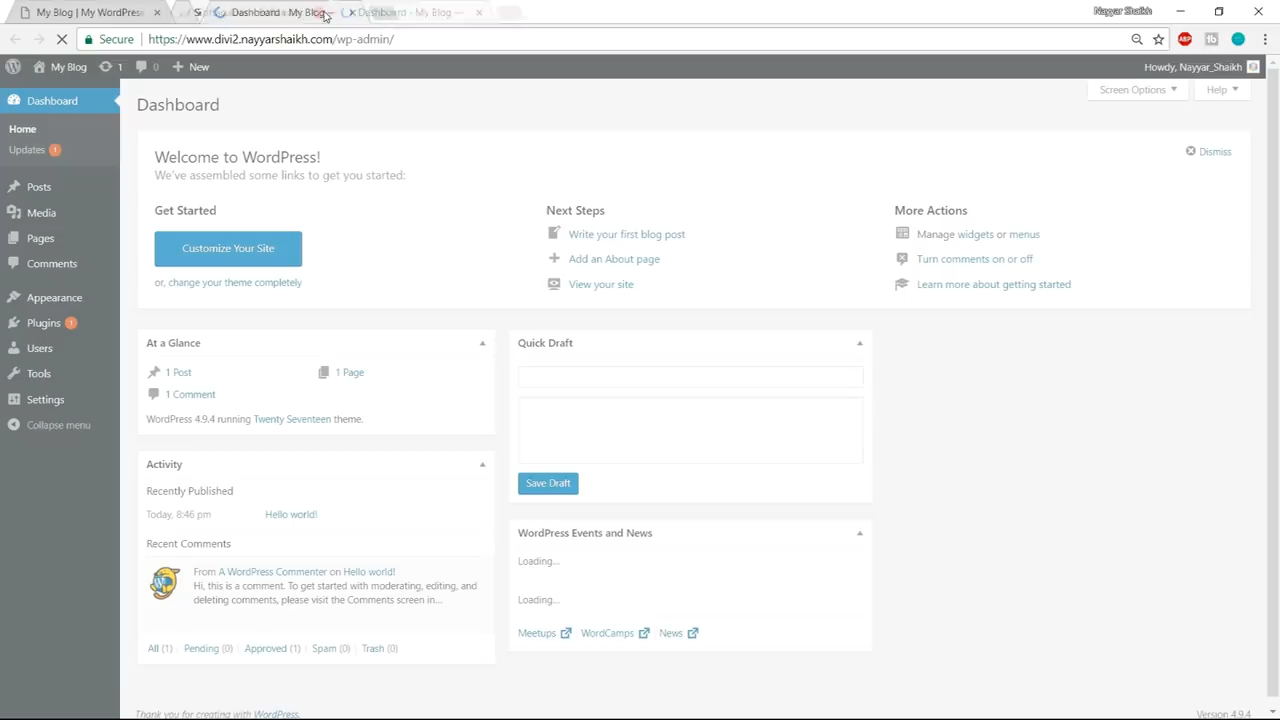 My Blog | My WordPress
Dashboard - My Blog —
Dashboard - My Blog —
Nayyar Shaikh
Secure
https://www.divi2.nayyarshaikh.com/wp-admin/
ABP
tb
My Blog
1
0
New
Howdy, Nayyar_Shaikh
Dashboard
Home
Updates 1
Posts
Media
Pages
Comments
Appearance
Plugins 1
Users
Tools
Settings
Collapse menu
Dashboard
Screen Options
Help
Welcome to WordPress!
We've assembled some links to get you started:
Dismiss
Get Started
Customize Your Site
or, change your theme completely
Next Steps
Write your first blog post
Add an About page
View your site
More Actions
Manage widgets or menus
Turn comments on or off
Learn more about getting started
At a Glance
1 Post
1 Page
1 Comment
WordPress 4.9.4 running Twenty Seventeen theme.
Activity
Recently Published
Today, 8:46 pm
Hello world!
Recent Comments
From A WordPress Commenter on Hello world!
Hi, this is a comment. To get started with moderating, editing, and
deleting comments, please visit the Comments screen in...
All (1) | Pending (0) | Approved (1) | Spam (0) | Trash (0)
Quick Draft
Save Draft
WordPress Events and News
Loading...
Loading...
Meetups
WordCamps
News
Thank you for creating with WordPress.
Version 4.9.4